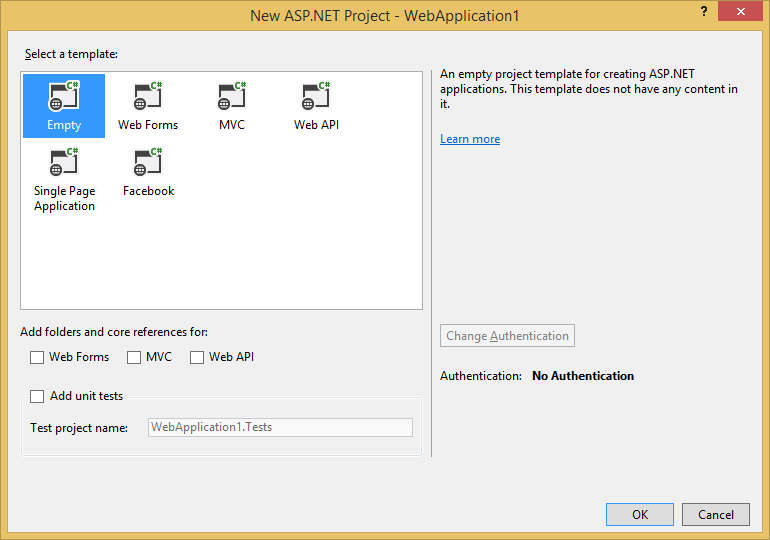 New ASP.NET Project - WebApplication1
?
Select a template:
C# C# C# C#
Empty Web Forms MVC Web API
C# C#
Single Page Application Facebook
An empty project template for creating ASP.NET
applications. This template does not have any content in
it.
Learn more
Add folders and core references for:
Web Forms MVC Web API
Add unit tests
Test project name: WebApplication1.Tests
Change Authentication
Authentication: No Authentication
OK Cancel